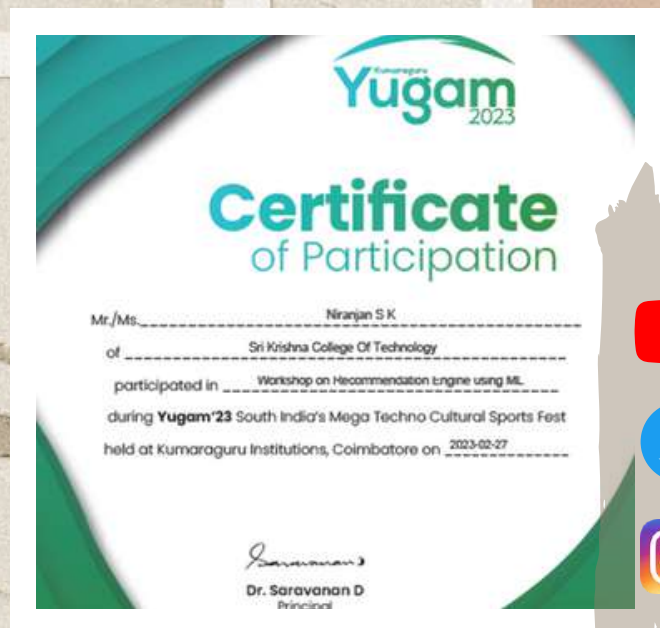 Kumaraguru
Yugam
2023
Certificate
of Participation
Mr./Ms. Niranjan S K
of Sri Krishna College Of Technology
participated in Workshop on Recommendation Engine using ML
during Yugam'23 South India's Mega Techno Cultural Sports Fest
held at Kumaraguru Institutions, Coimbatore on 2023-02-27
Saravanan D
Dr. Saravanan D
Principal